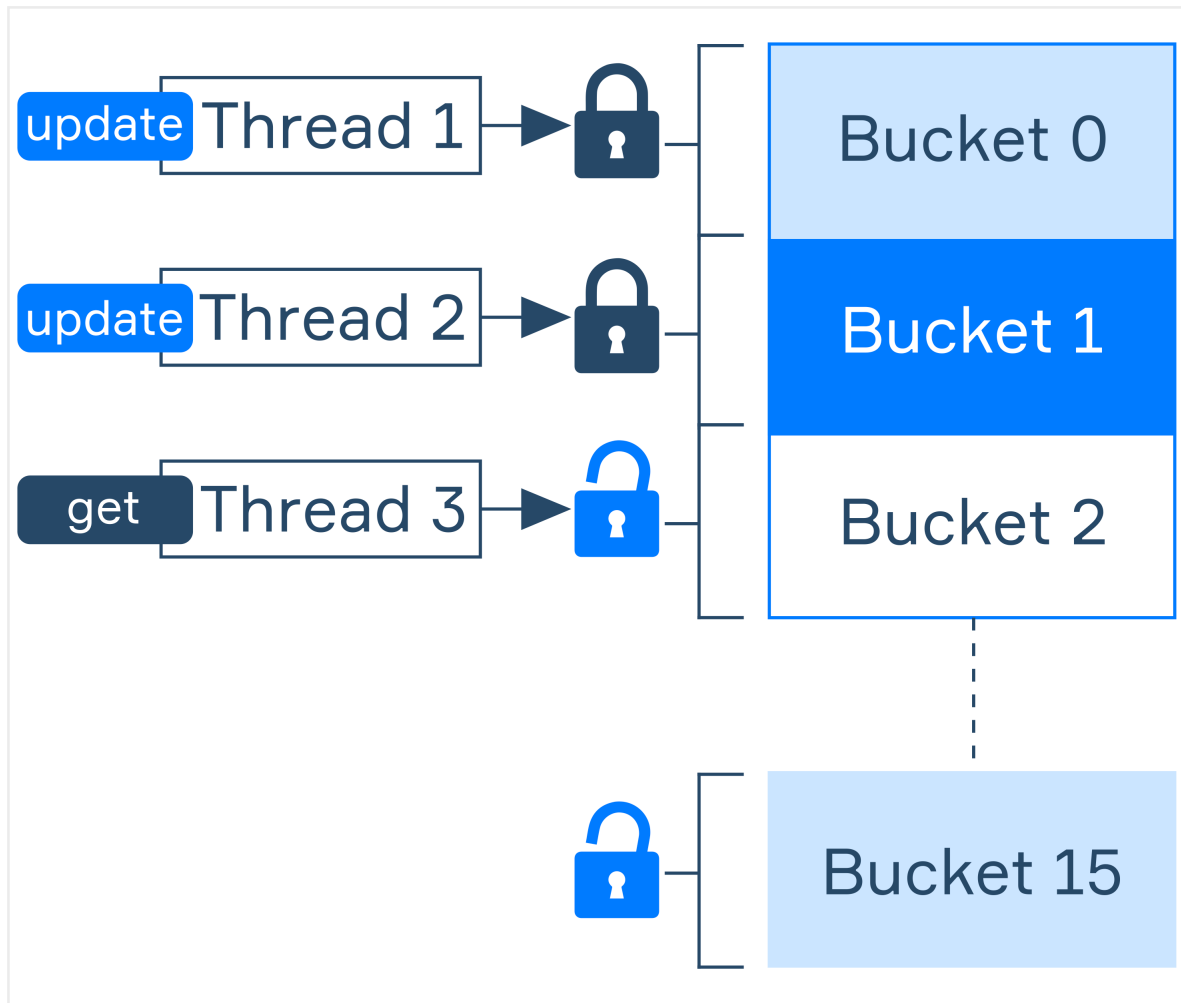 update Thread 1
Bucket 0
update Thread 2
Bucket 1
get Thread 3
Bucket 2
Bucket 15